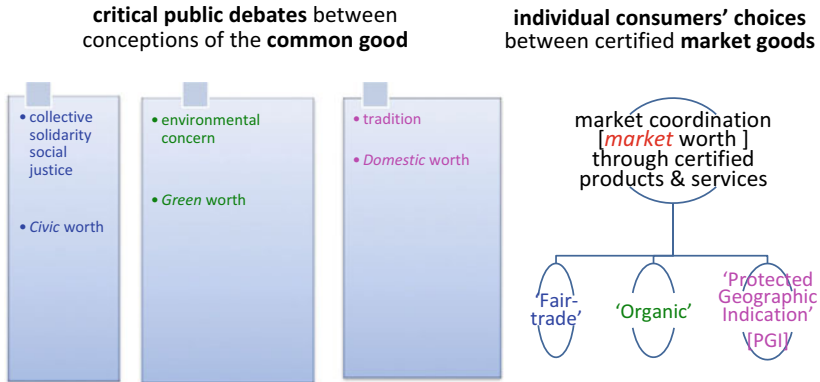 critical public debates between
conceptions of the common good
• collective
solidarity
social
justice
• Civic worth
• environmental
concern
• Green worth
• tradition
• Domestic worth
individual consumers’ choices
between certified market goods
market coordination
[market worth ]
through certified
products & services
‘Fair-
trade’
‘Organic’
‘Protected
Geographic
Indication’
[PGI]